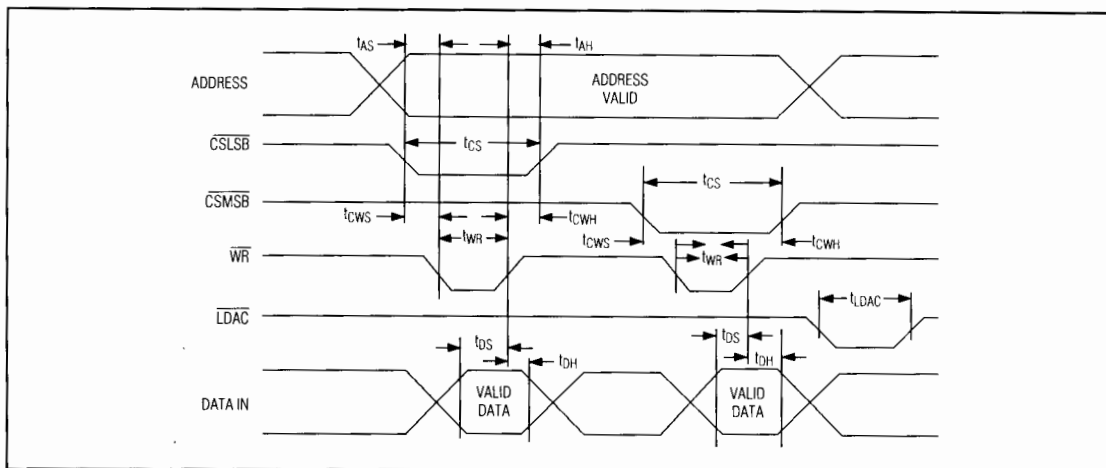 tAS tAH
ADDRESS ADDRESS
VALID
CSLSB tCS
CSMSB tCS
tCWS tCWH
tWR tCWS tCWH
WR tWR
LDAC tLDAC
tDS tDS
tDH tDH
DATA IN VALID
DATA VALID
DATA